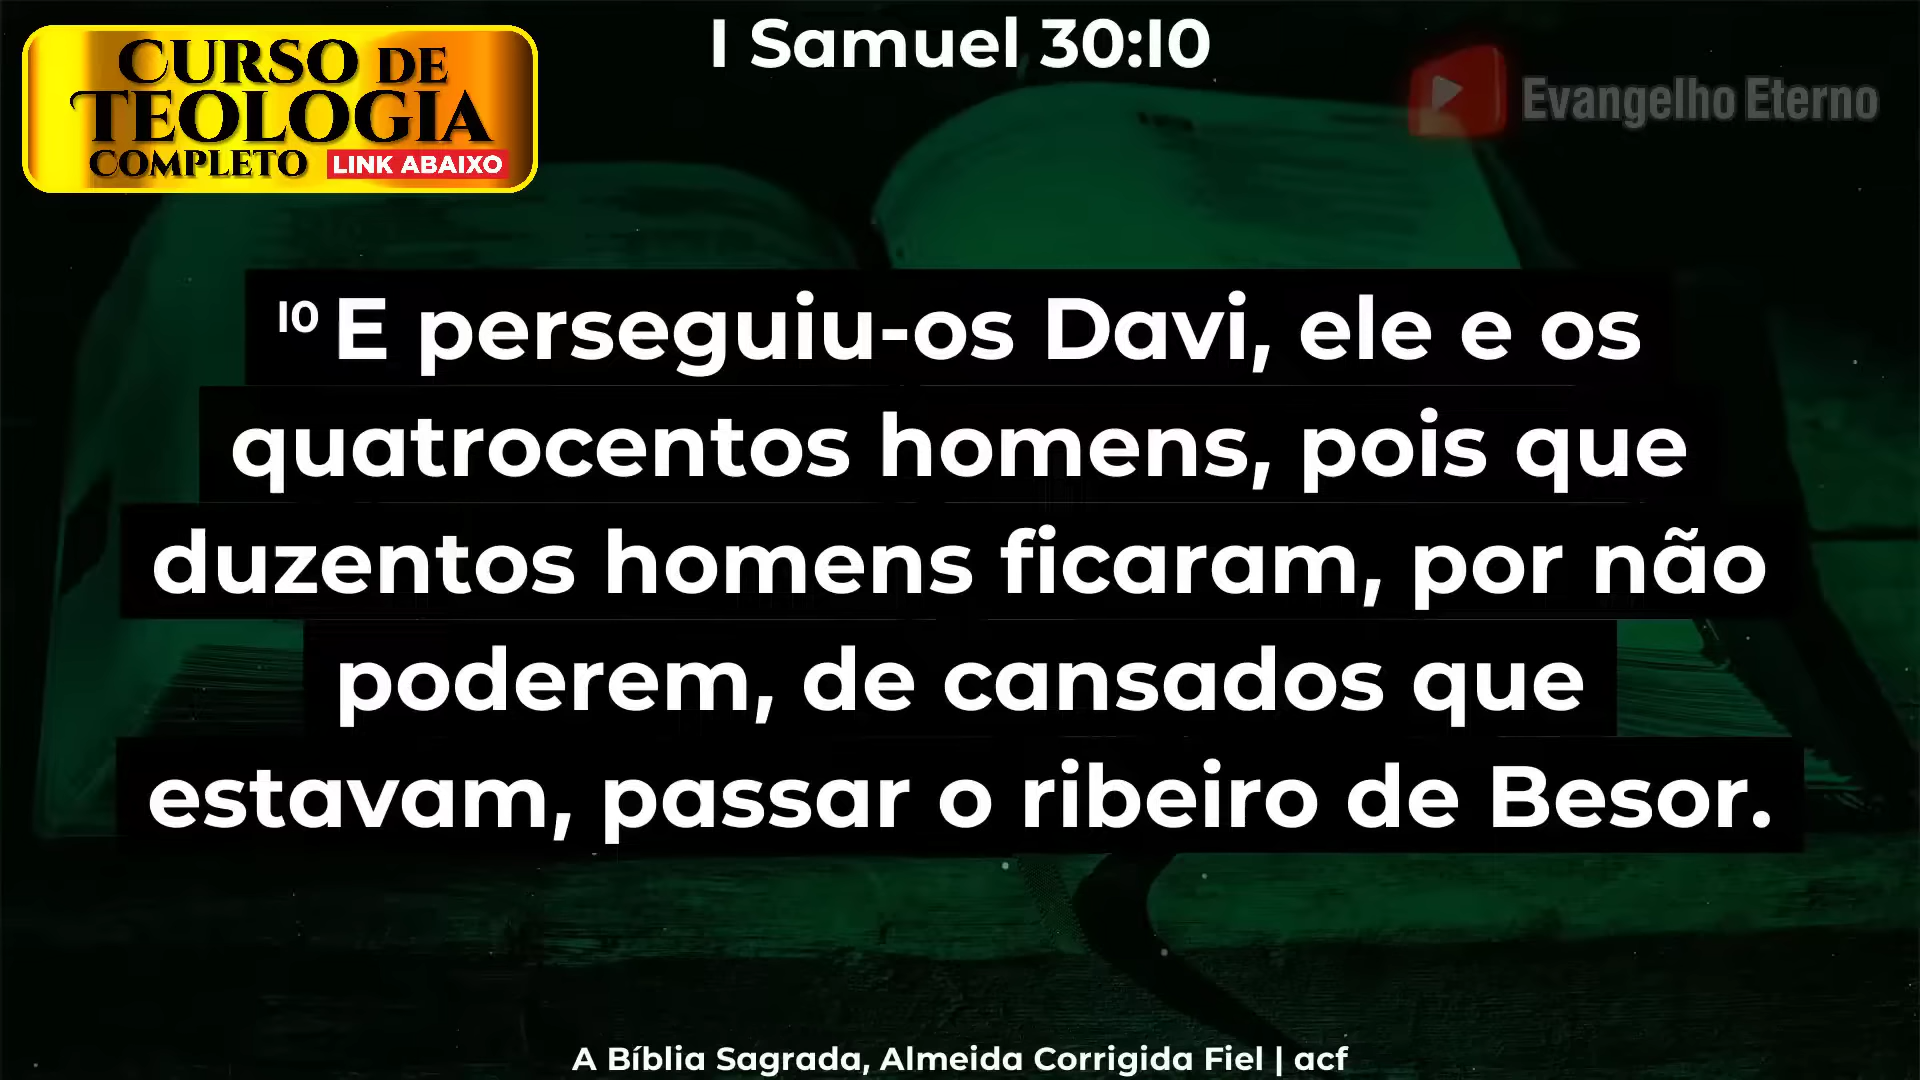 I Samuel 30:10
CURSO DE
TEOLOGIA
COMPLETO LINK ABAIXO
Evangelho Eterno
10 E perseguiu-os Davi, ele e os
quatrocentos homens, pois que
duzentos homens ficaram, por não
poderem, de cansados que
estavam, passar o ribeiro de Besor.
A Bíblia Sagrada, Almeida Corrigida Fiel | acf